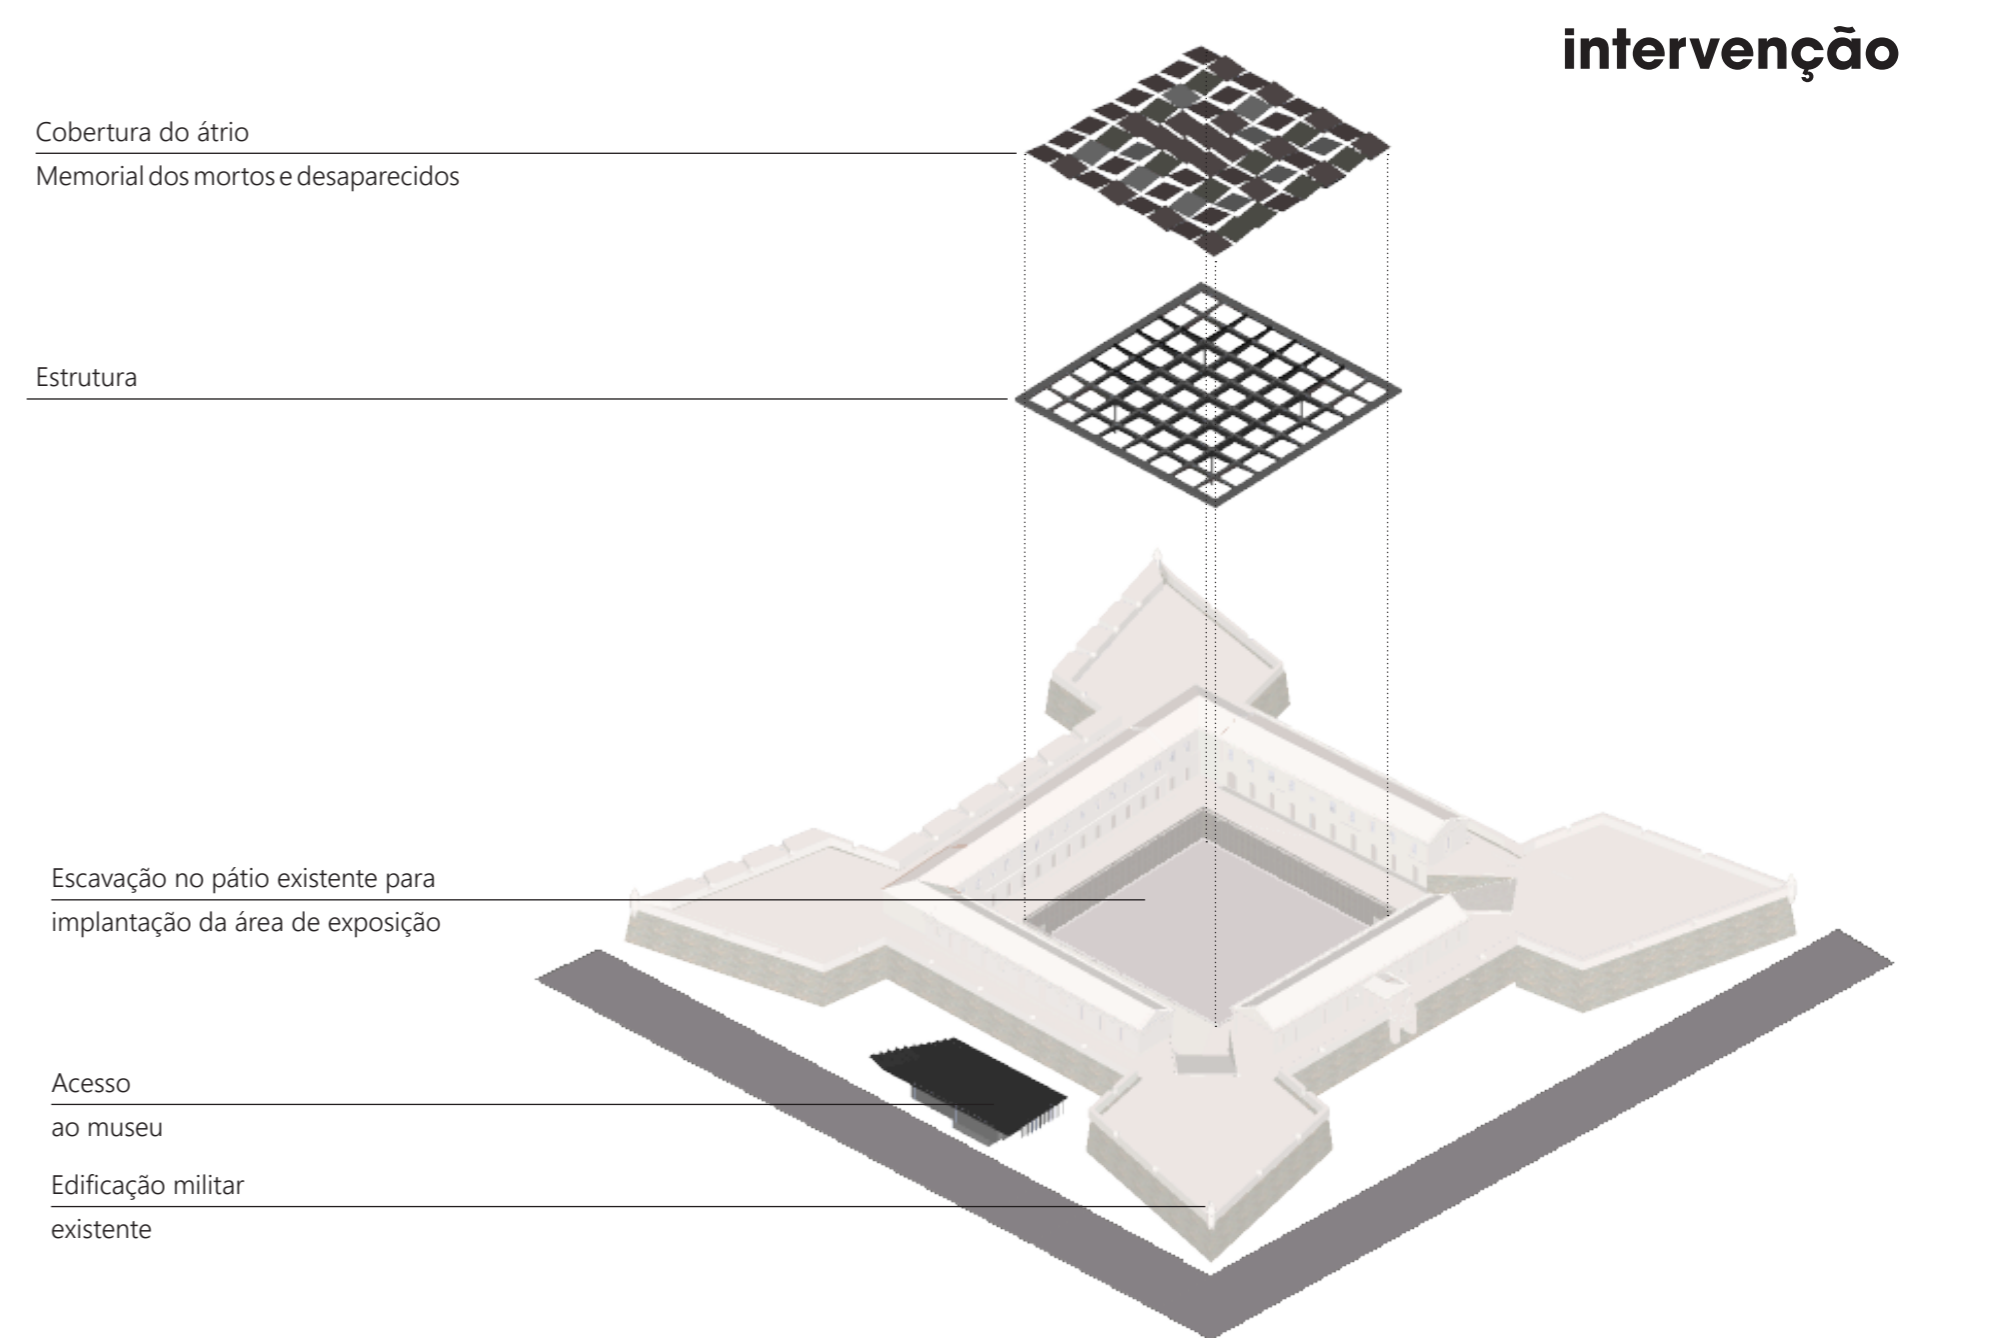 intervenção
Cobertura do átrio
Memorial dos mortos e desaparecidos
Estrutura
Escavação no pátio existente para
implantação da área de exposição
Acesso
ao museu
Edificação militar
existente